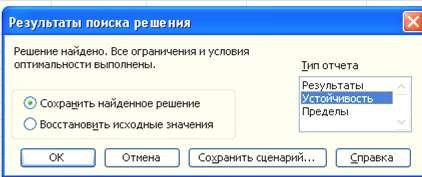 Результаты поиска решения
Решение найдено. Все ограничения и условия
оптимальности выполнены.
Тип отчета
Результаты
Устойчивость
Пределы
Сохранить найденное решение
Восстановить исходные значения
ОК
Отмена
Сохранить сценарий...
Справка